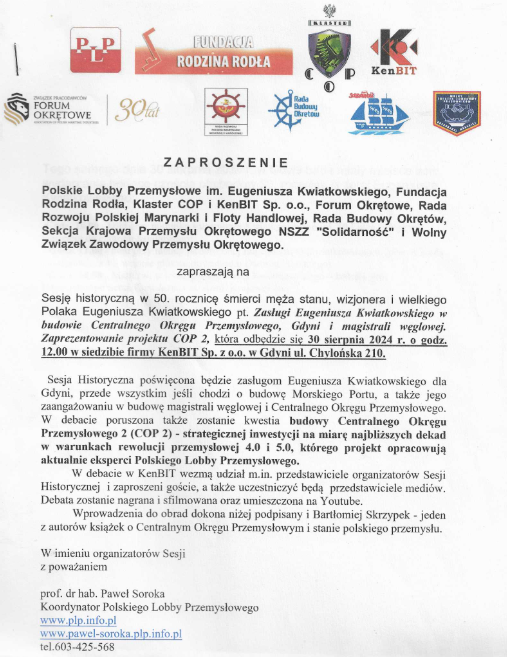 KLASTER
PLP
FUNDACJA
RODZINA RODŁA
C O P
KenBIT
ZWIĄZEK PRACODAWCÓW
FORUM
OKRĘTOWE
30 lat
Rada
Budowy
Okrętów
Solidarność
ZAPROSZENIE
Polskie Lobby Przemysłowe im. Eugeniusza Kwiatkowskiego, Fundacja
Rodzina Rodła, Klaster COP i KenBIT Sp. o.o., Forum Okrętowe, Rada
Rozwoju Polskiej Marynarki i Floty Handlowej, Rada Budowy Okrętów,
Sekcja Krajowa Przemysłu Okrętowego NSZZ "Solidarność" i Wolny
Związek Zawodowy Przemysłu Okrętowego.
zapraszają na
Sesję historyczną w 50. rocznicę śmierci męża stanu, wizjonera i wielkiego
Polaka Eugeniusza Kwiatkowskiego pt. Zasługi Eugeniusza Kwiatkowskiego w
budowie Centralnego Okręgu Przemysłowego, Gdyni i magistrali węglowej.
Zaprezentowanie projektu COP 2, która odbędzie się 30 sierpnia 2024 r. o godz.
12.00 w siedzibie firmy KenBIT Sp. z o.o. w Gdyni ul. Chylońska 210.
Sesja Historyczna poświęcona będzie zasługom Eugeniusza Kwiatkowskiego dla
Gdyni, przede wszystkim jeśli chodzi o budowę Morskiego Portu, a także jego
zaangażowaniu w budowę magistrali węglowej i Centralnego Okręgu Przemysłowego.
W debacie poruszona także zostanie kwestia budowy Centralnego Okręgu
Przemysłowego 2 (COP 2) - strategicznej inwestycji na miarę najbliższych dekad
w warunkach rewolucji przemysłowej 4.0 i 5.0, którego projekt opracowują
aktualnie eksperci Polskiego Lobby Przemysłowego.
W debacie w KenBIT wezmą udział m.in. przedstawiciele organizatorów Sesji
Historycznej i zaproszeni goście, a także uczestniczyć będą przedstawiciele mediów.
Debata zostanie nagrana i sfilmowana oraz umieszczona na Youtube.
Wprowadzenia do obrad dokona niżej podpisany i Bartłomiej Skrzypek - jeden
z autorów książek o Centralnym Okręgu Przemysłowym i stanie polskiego przemysłu.
W imieniu organizatorów Sesji
z poważaniem
prof. dr hab. Paweł Soroka
Koordynator Polskiego Lobby Przemysłowego
www.plp.info.pl
www.pawel-soroka.plp.info.pl
tel.603-425-568